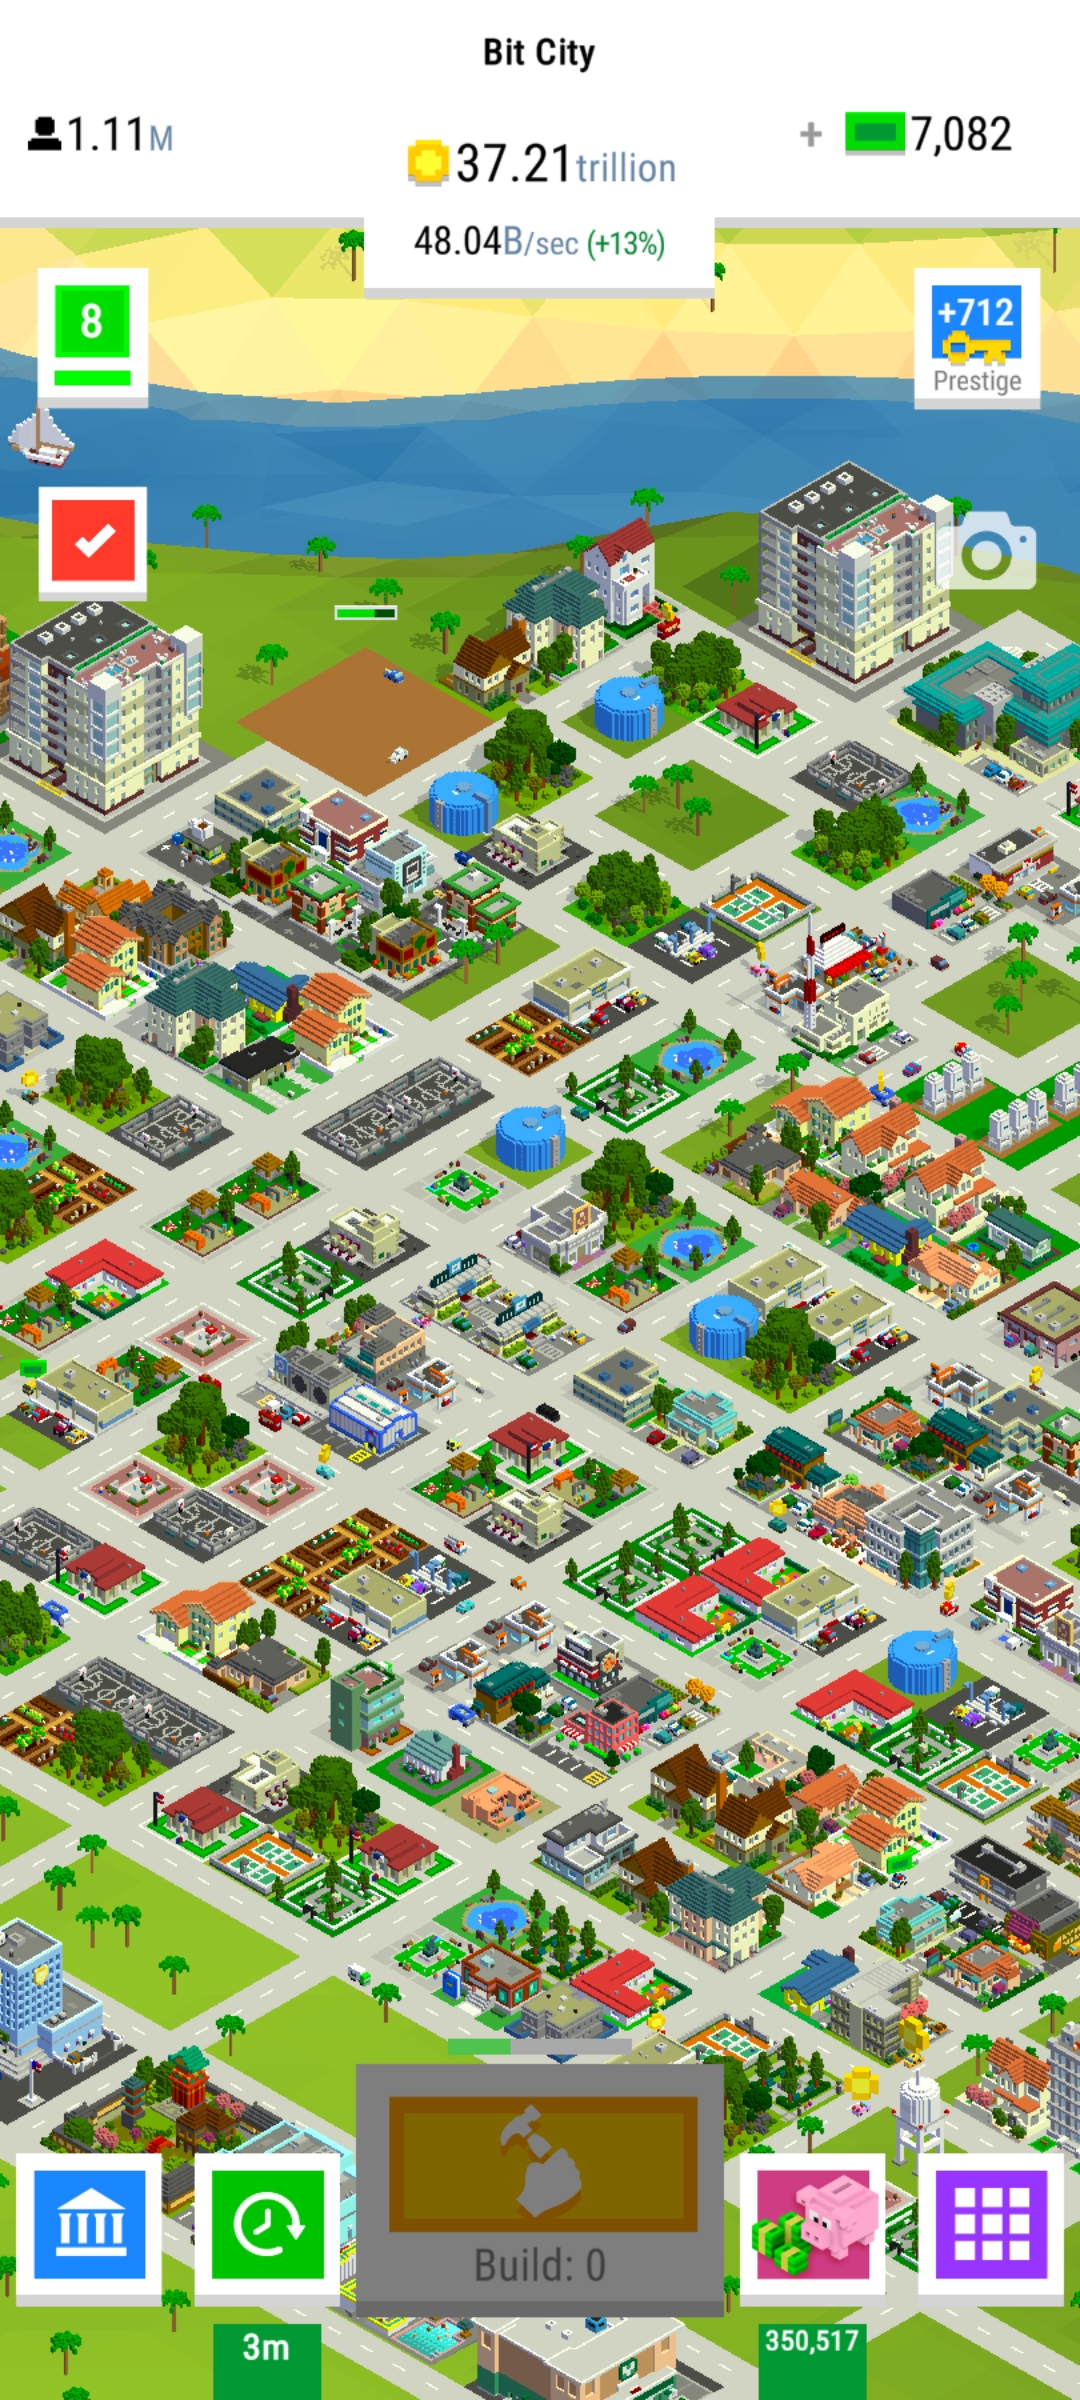 Bit City
1.11M
37.21trillion
+ 7,082
48.04B/sec (+13%)
8
+712
Prestige
Build: 0
3m
350,517